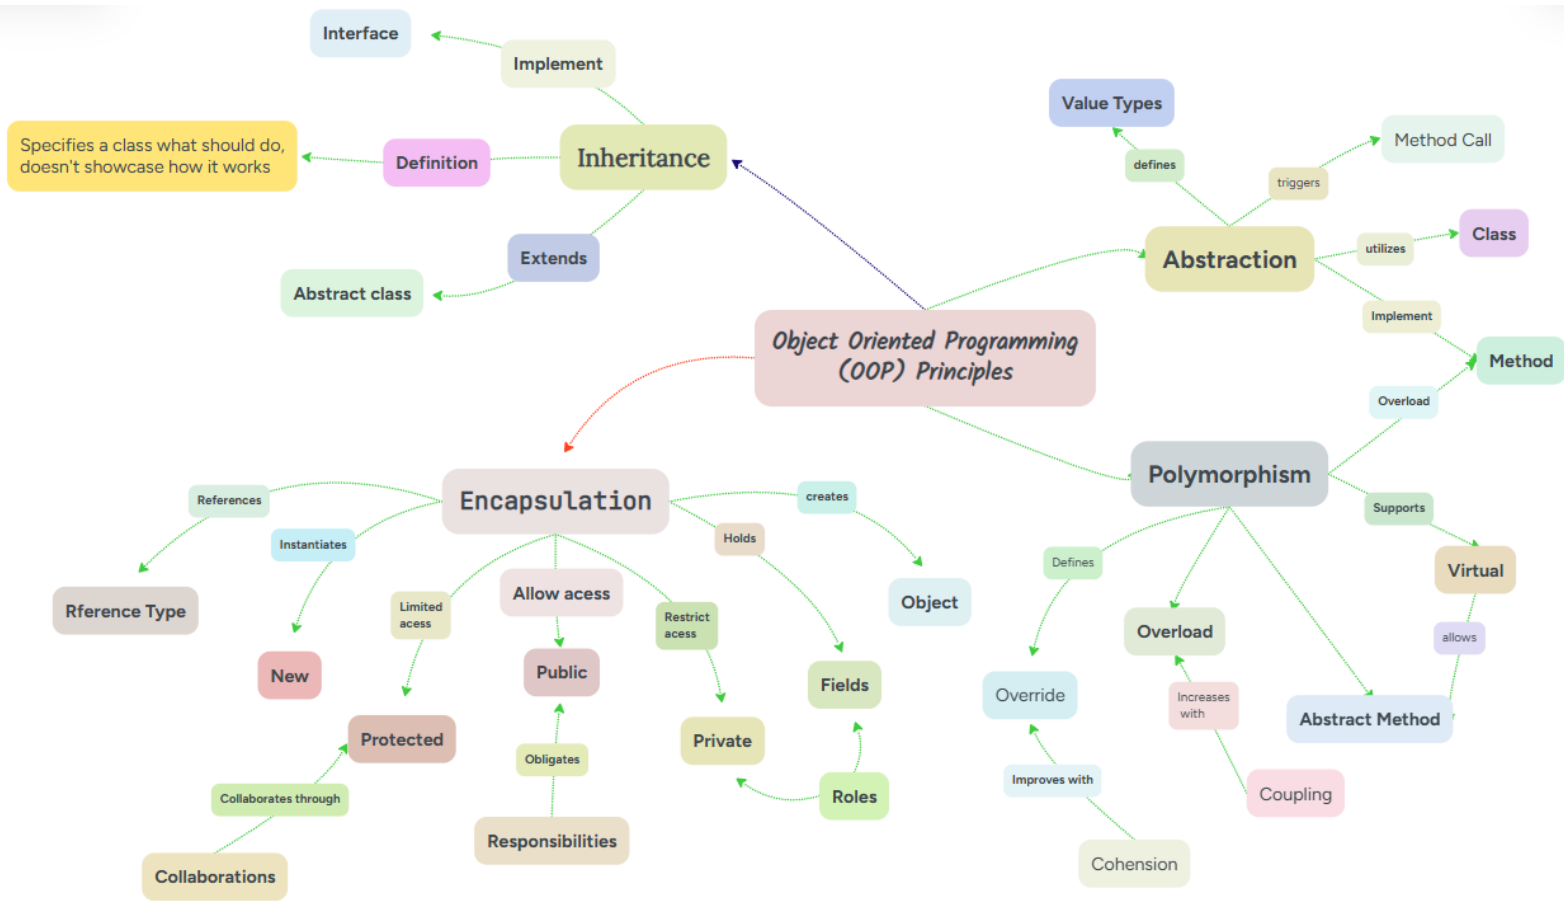 Interface
Implement
Value Types
Method Call
Specifies a class what should do,
doesn't showcase how it works
Definition
Inheritance
defines
triggers
Extends
Abstraction
utilizes
Class
Abstract class
Implement
Object Oriented Programming
(OOP) Principles
Method
Overload
References
Encapsulation
creates
Polymorphism
Instantiates
Holds
Supports
Rference Type
Limited
acess
Allow acess
Restrict
acess
Object
Defines
Virtual
New
Public
Fields
Overload
allows
Protected
Private
Override
Increases
with
Abstract Method
Collaborates through
Obligates
Roles
Improves with
Coupling
Collaborations
Responsibilities
Cohension